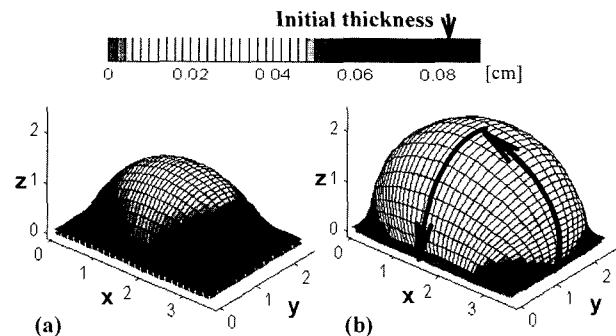 Initial thickness
0 0.02 0.04 0.06 0.08 [cm]
2 2
z 1 z 1
0 0
0 1 2 3 0 1 2 0 1 2 3 0 1 2
x y x y
(a) (b)